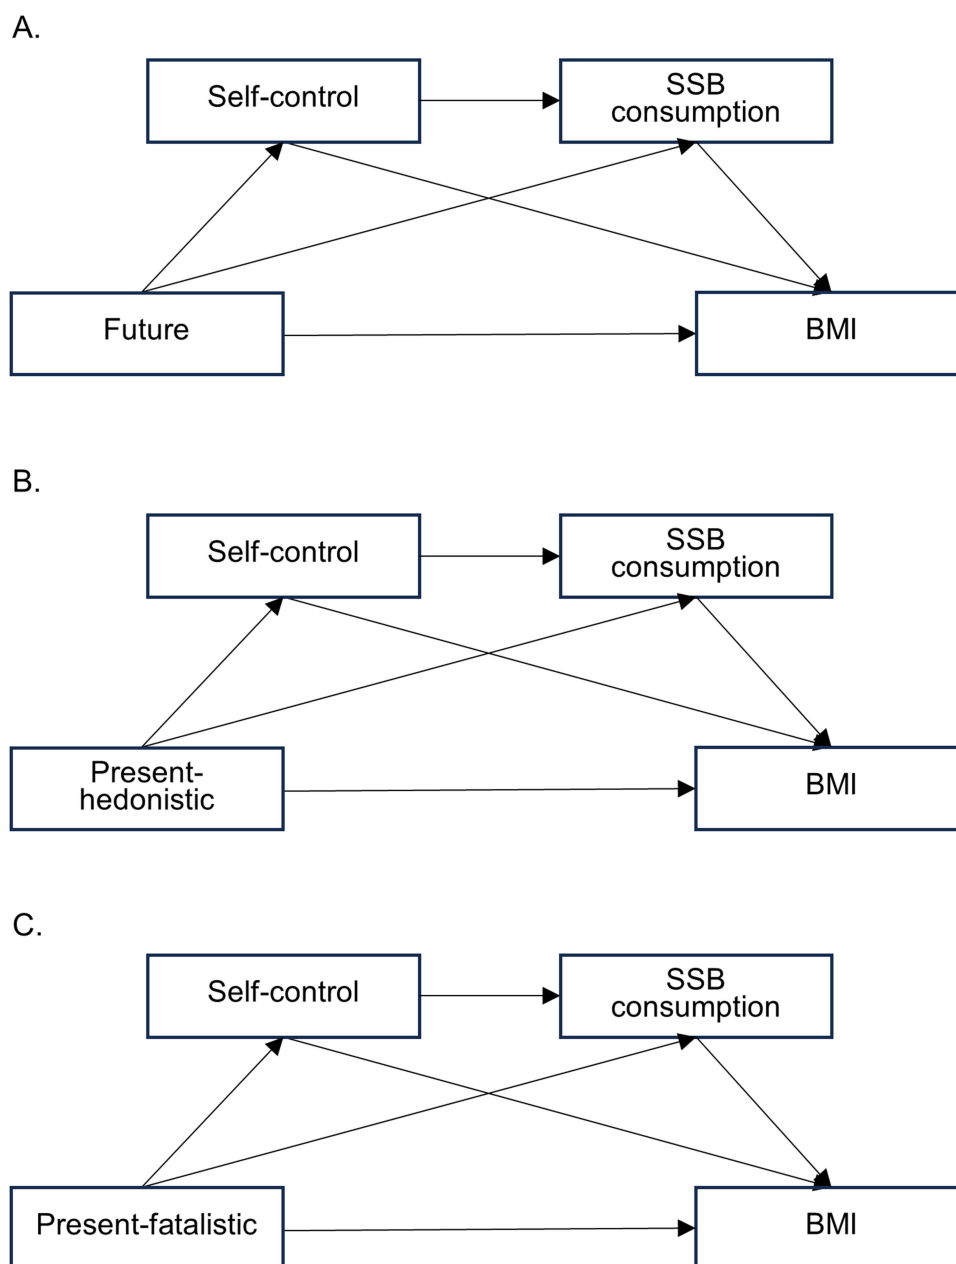 A.
Self-control
SSB
consumption
Future
BMI
B.
Self-control
SSB
consumption
Present-
hedonistic
BMI
C.
Self-control
SSB
consumption
Present-fatalistic
BMI